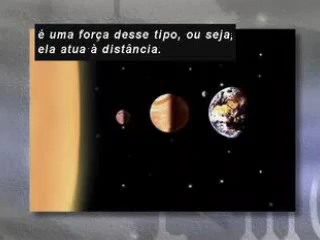 é uma força desse tipo, ou seja,
ela atua à distância.